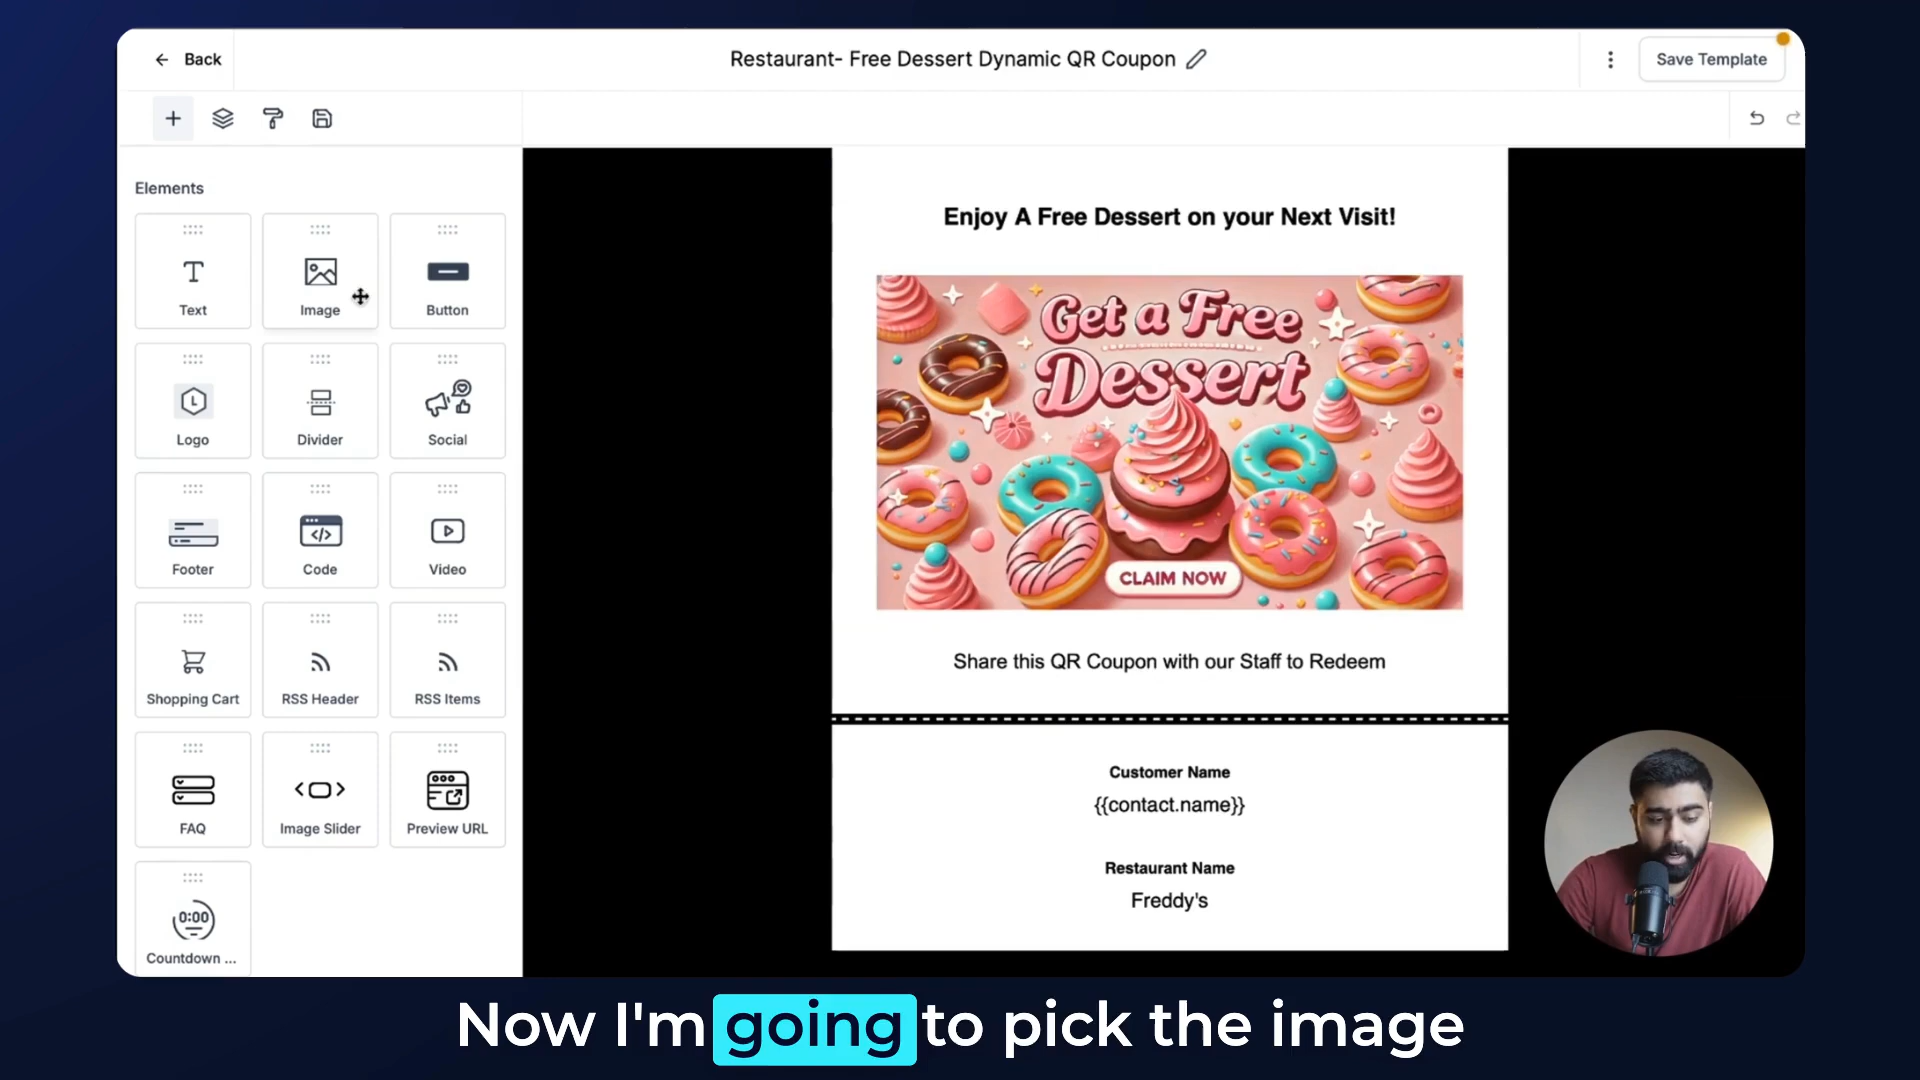 Back
Restaurant- Free Dessert Dynamic QR Coupon
Save Template
Elements
Text
Image
Button
Logo
Divider
Social
Footer
Code
Video
Shopping Cart
RSS Header
RSS Items
FAQ
Image Slider
Preview URL
0:00
Countdown ...
Enjoy A Free Dessert on your Next Visit!
Get a Free
Dessert
CLAIM NOW
Share this QR Coupon with our Staff to Redeem
Customer Name
{{contact.name}}
Restaurant Name
Freddy's
Now I'm going to pick the image